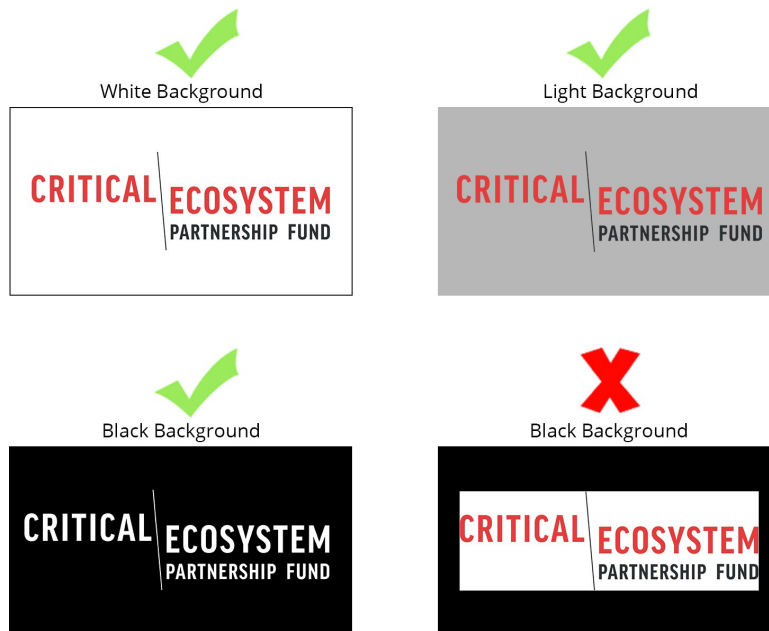 White Background
CRITICAL ECOSYSTEM
PARTNERSHIP FUND
Light Background
CRITICAL ECOSYSTEM
PARTNERSHIP FUND
Black Background
CRITICAL ECOSYSTEM
PARTNERSHIP FUND
Black Background
CRITICAL ECOSYSTEM
PARTNERSHIP FUND